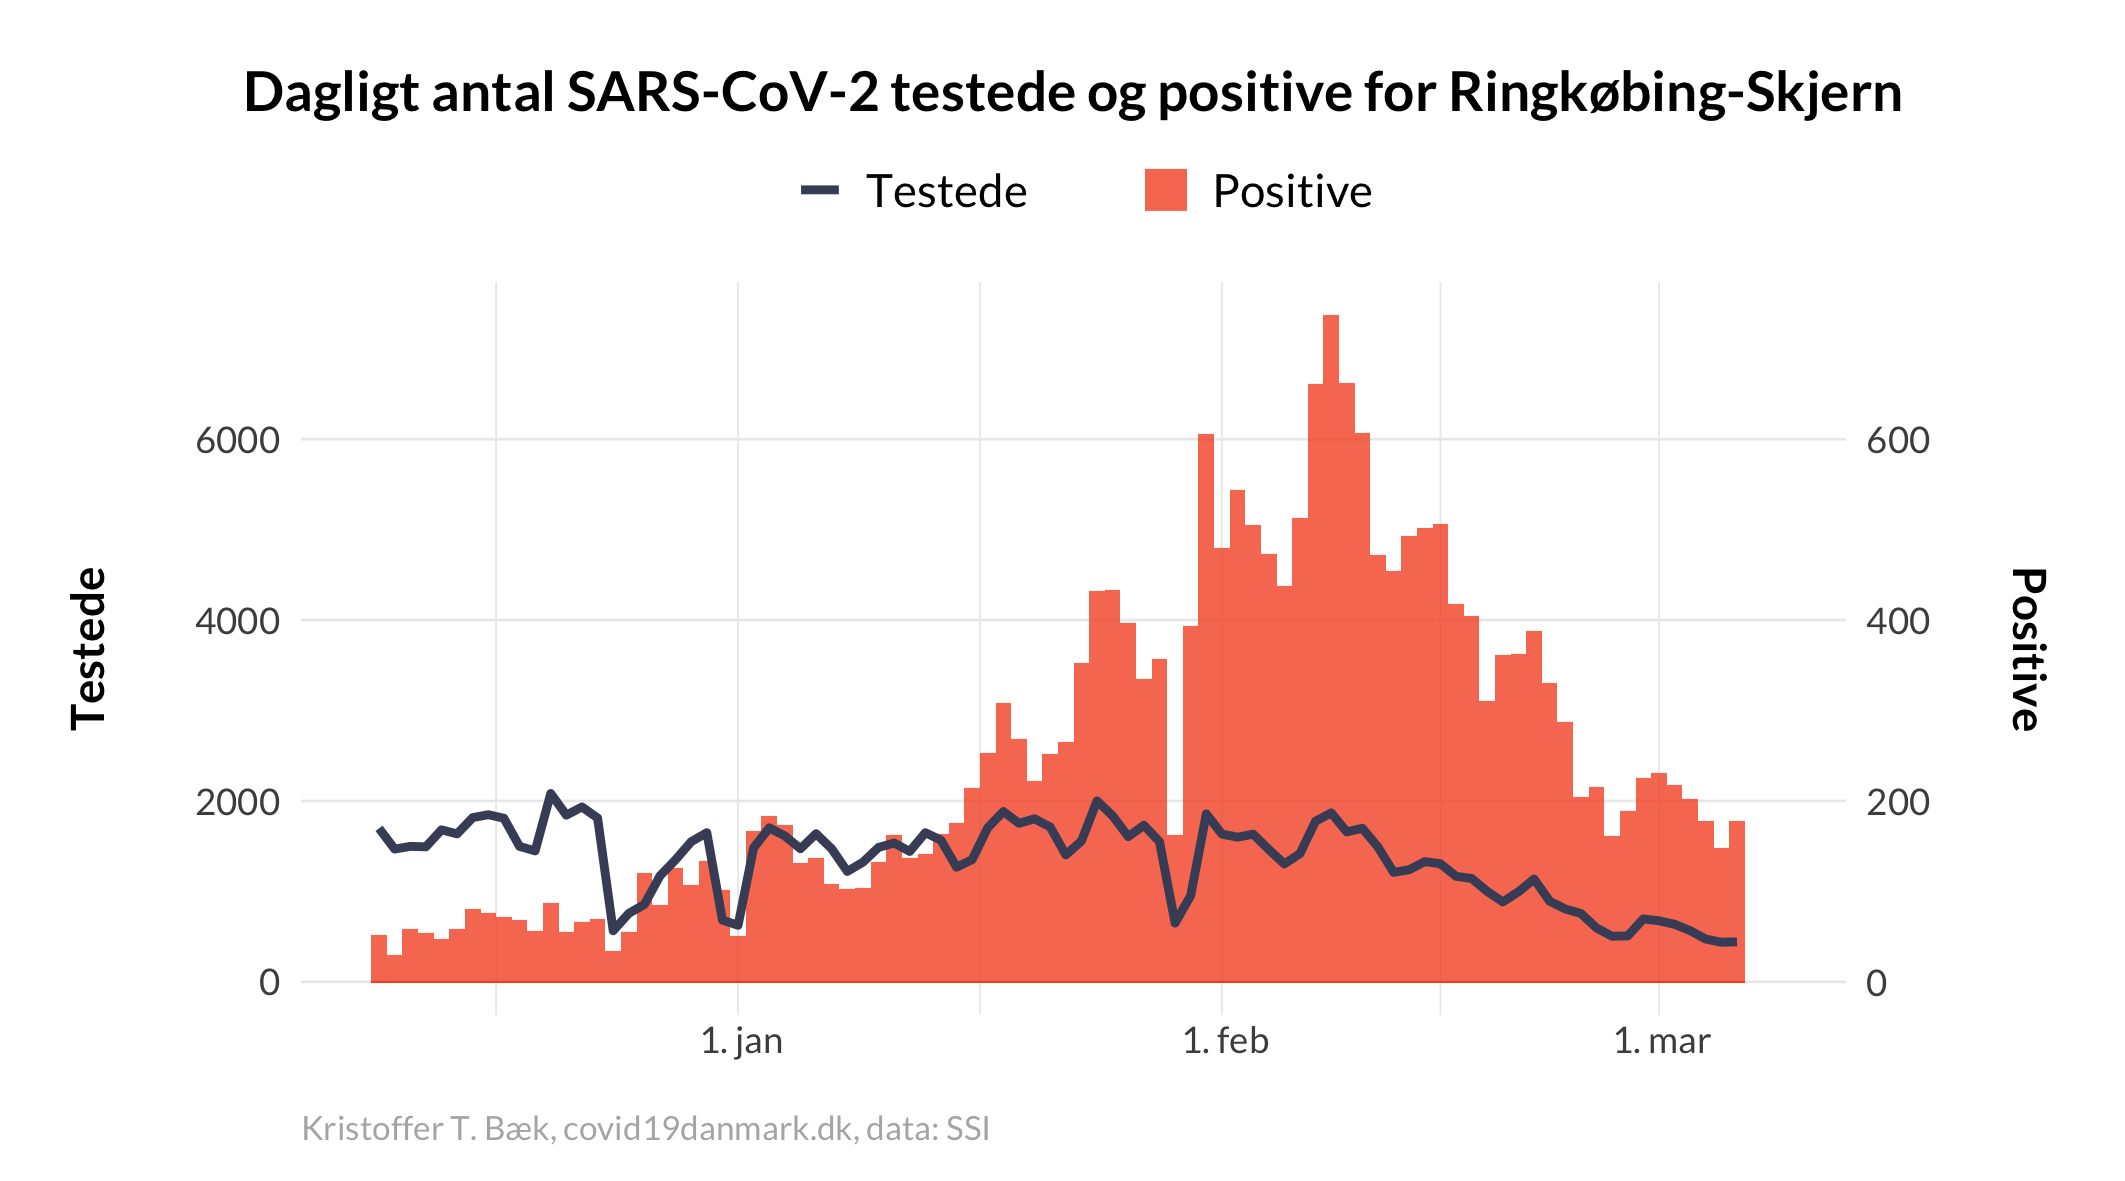 Dagligt antal SARS-CoV-2 testede og positive for Ringkøbing-Skjern
Testede
Positive
Testede
6000
4000
2000
0
600
400
200
0
Positive
1. jan
1. feb
1. mar
Kristoffer T. Bæk, covid19danmark.dk, data: SSI